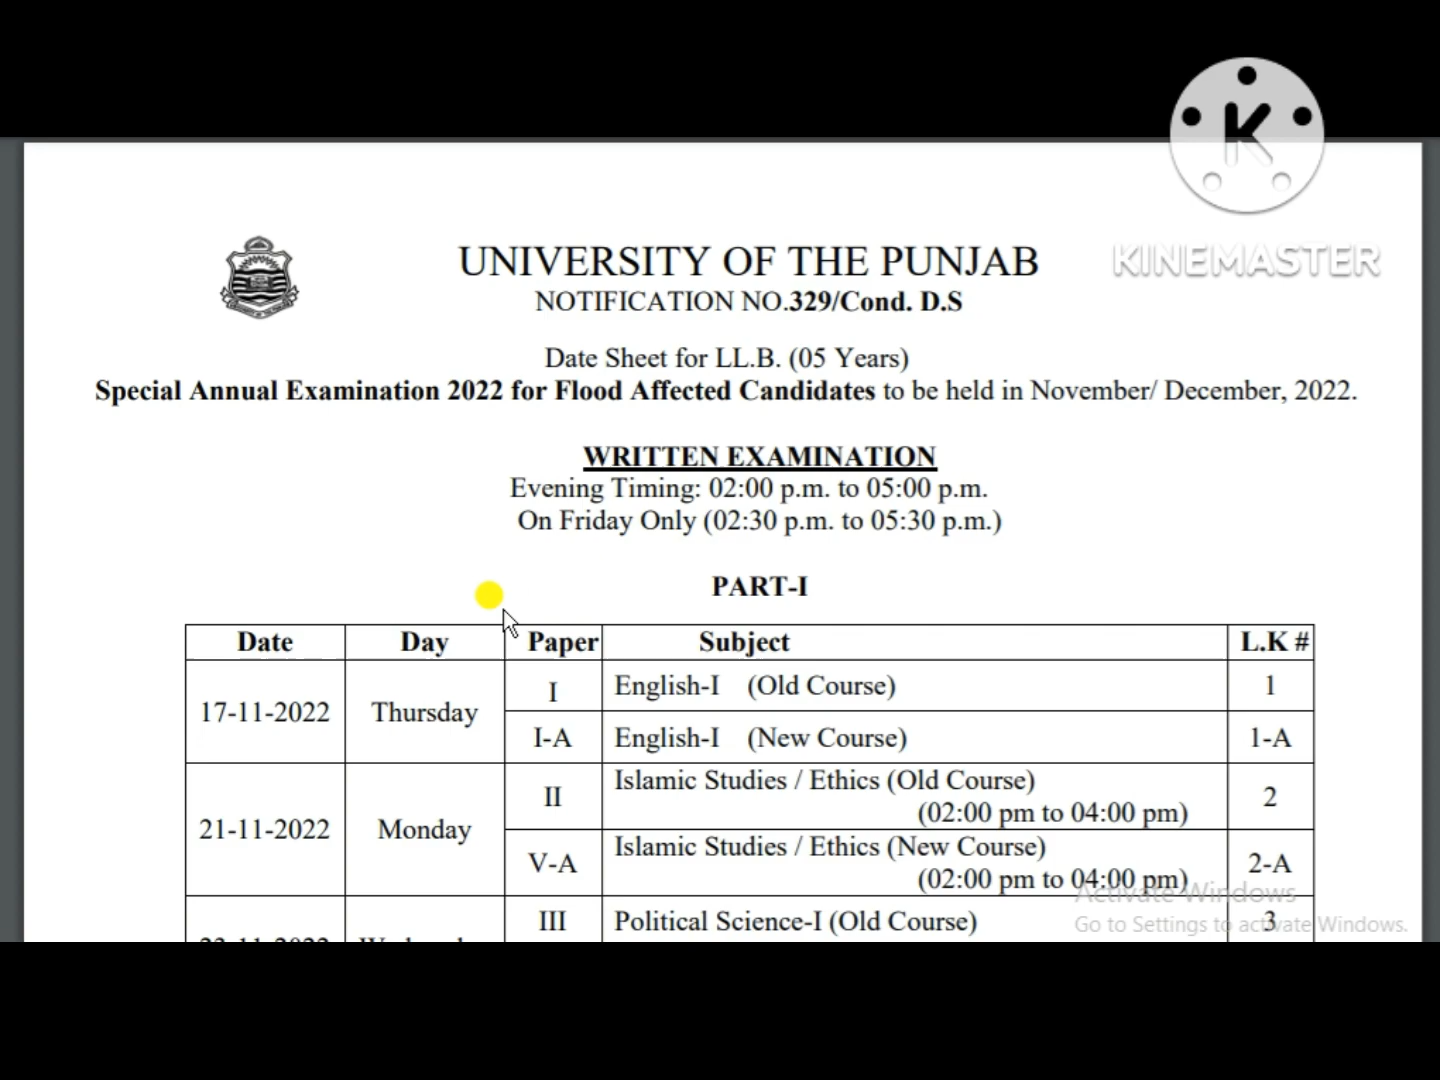 K
KINEMASTER
UNIVERSITY OF THE PUNJAB
NOTIFICATION NO.329/Cond. D.S
Date Sheet for LL.B. (05 Years)
Special Annual Examination 2022 for Flood Affected Candidates to be held in November/ December, 2022.
WRITTEN EXAMINATION
Evening Timing: 02:00 p.m. to 05:00 p.m.
On Friday Only (02:30 p.m. to 05:30 p.m.)
PART-I
Date Day Paper Subject L.K #
17-11-2022 Thursday I English-I (Old Course) 1
I-A English-I (New Course) 1-A
21-11-2022 Monday II Islamic Studies / Ethics (Old Course) 2
(02:00 pm to 04:00 pm)
V-A Islamic Studies / Ethics (New Course) 2-A
(02:00 pm to 04:00 pm)
III Political Science-I (Old Course) 3
Activate Windows
Go to Settings to activate Windows.